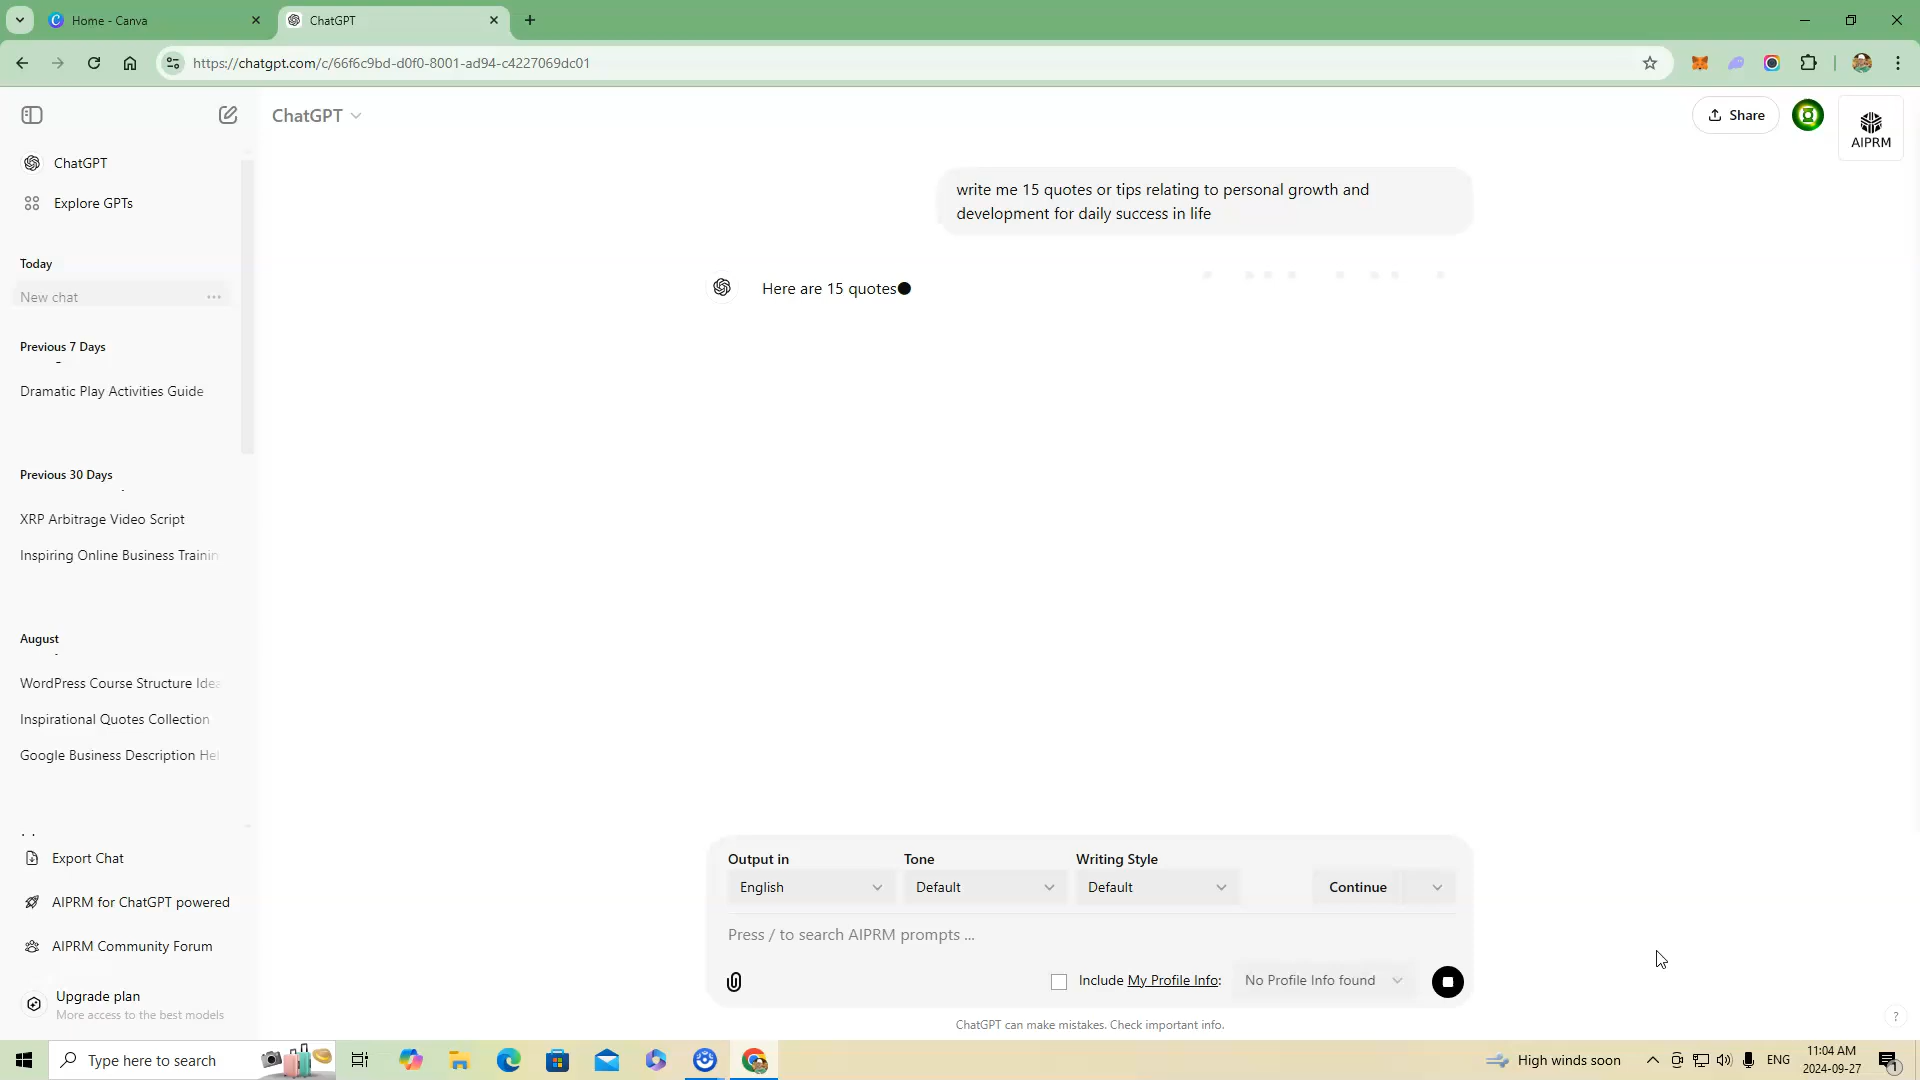 Home - Canva
ChatGPT
https://chatgpt.com/c/66f6c9bd-d0f0-8001-ad94-c4227069dc01
ChatGPT
Share
AIPRM
ChatGPT
Explore GPTs
Today
New chat
Previous 7 Days
Dramatic Play Activities Guide
Previous 30 Days
XRP Arbitrage Video Script
Inspiring Online Business Trainin
August
WordPress Course Structure Idea
Inspirational Quotes Collection
Google Business Description Hel
Export Chat
AIPRM for ChatGPT powered
AIPRM Community Forum
Upgrade plan
More access to the best models
write me 15 quotes or tips relating to personal growth and
development for daily success in life
Here are 15 quotes
Output in
Tone
Writing Style
English
Default
Default
Continue
Press / to search AIPRM prompts ...
Include My Profile Info:
No Profile Info found
ChatGPT can make mistakes. Check important info.
?
Type here to search
High winds soon
ENG
11:04 AM
2024-09-27
1